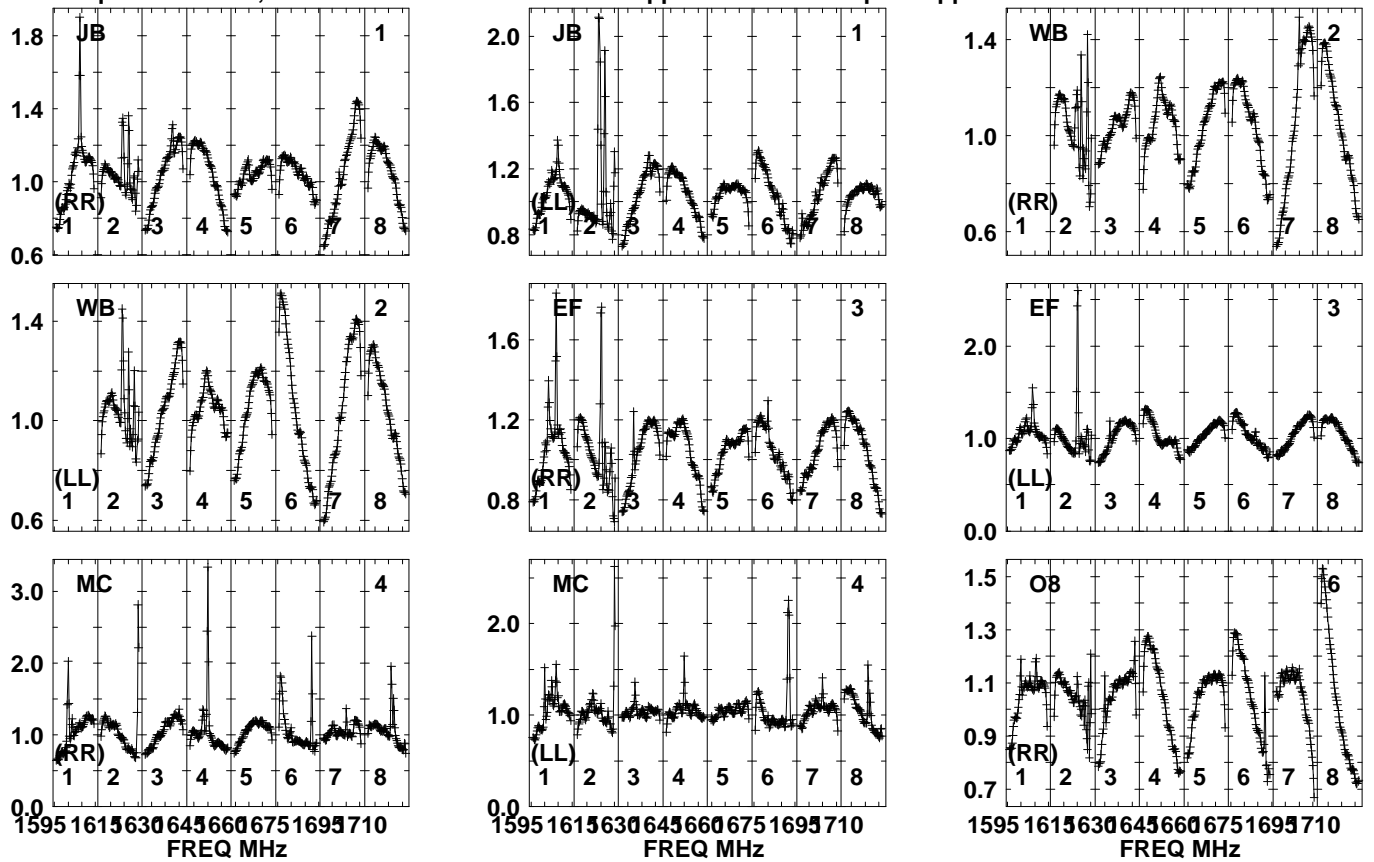 JB 1
1.8
1.4
1.0
0.6
(RR)
1 2 3 4 5 6 7 8
JB 1
2.0
1.6
1.2
0.8
(LL)
1 2 3 4 5 6 7 8
WB 2
1.4
1.0
0.6
(RR)
1 2 3 4 5 6 7 8
WB 2
1.4
1.0
0.6
(LL)
1 2 3 4 5 6 7 8
EF 3
1.6
1.2
0.8
(RR)
1 2 3 4 5 6 7 8
EF 3
2.0
1.0
0.0
(LL)
1 2 3 4 5 6 7 8
MC 4
3.0
2.0
1.0
0.0
(RR)
1 2 3 4 5 6 7 8
1595 1615 1630 1645 1660 1675 1695 1710
FREQ MHz
MC 4
2.0
1.0
0.0
(LL)
1 2 3 4 5 6 7 8
1595 1615 1630 1645 1660 1675 1695 1710
FREQ MHz
O8 6
1.5
1.3
1.1
0.9
0.7
(RR)
1 2 3 4 5 6 7 8
1595 1615 1630 1645 1660 1675 1695 1710
FREQ MHz